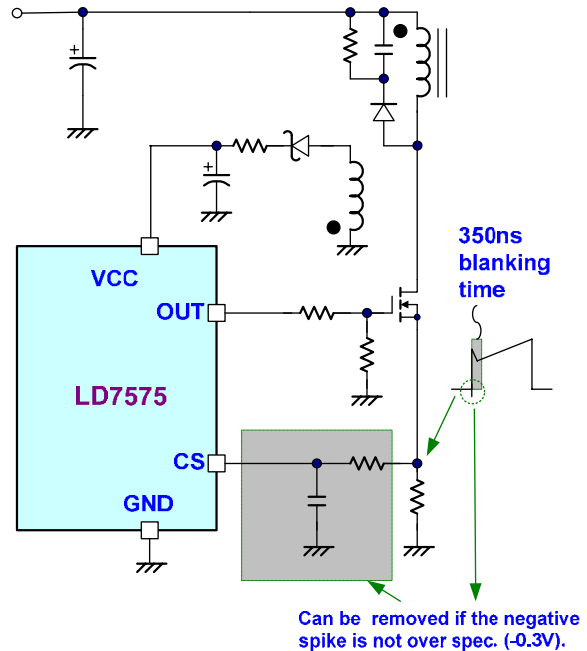 350ns
blanking
time
VCC
OUT
LD7575
CS
GND
+
+
Can be removed if the negative
spike is not over spec. (-0.3V).